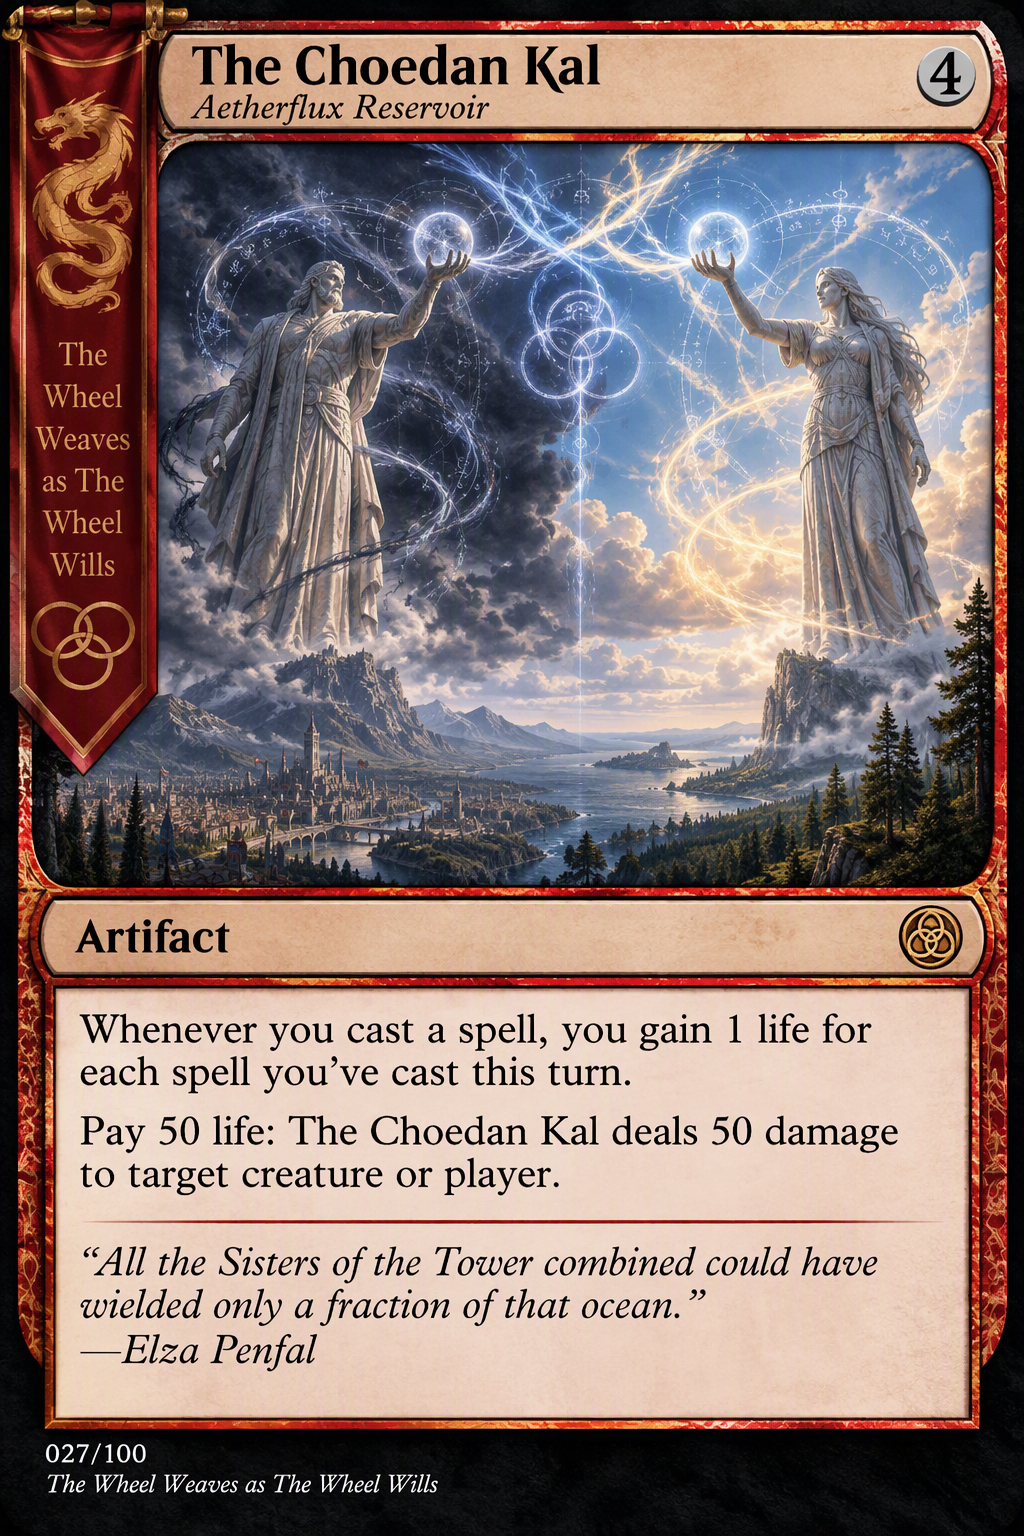 The Choedan Kal
4
Aetherflux Reservoir
The
Wheel
Weaves
as The
Wheel
Wills
Artifact
Whenever you cast a spell, you gain 1 life for
each spell you’ve cast this turn.
Pay 50 life: The Choedan Kal deals 50 damage
to target creature or player.
“All the Sisters of the Tower combined could have
wielded only a fraction of that ocean.”
—Elza Penfal
027/100
The Wheel Weaves as The Wheel Wills